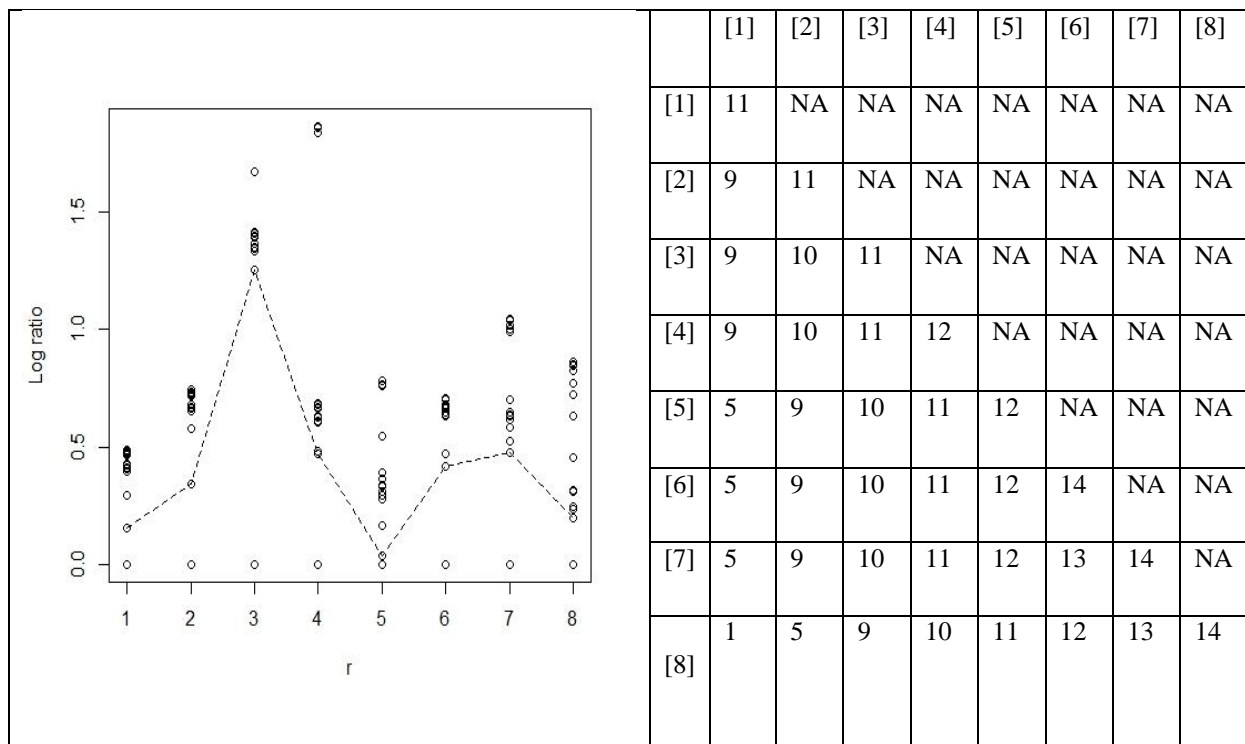 Log ratio
1.5
1.0
0.5
0.0
1 2 3 4 5 6 7 8
r
[1] [2] [3] [4] [5] [6] [7] [8]
[1] 11 NA NA NA NA NA NA NA
[2] 9 11 NA NA NA NA NA NA
[3] 9 10 11 NA NA NA NA NA
[4] 9 10 11 12 NA NA NA NA
[5] 5 9 10 11 12 NA NA NA
[6] 5 9 10 11 12 14 NA NA
[7] 5 9 10 11 12 13 14 NA
[8] 1 5 9 10 11 12 13 14